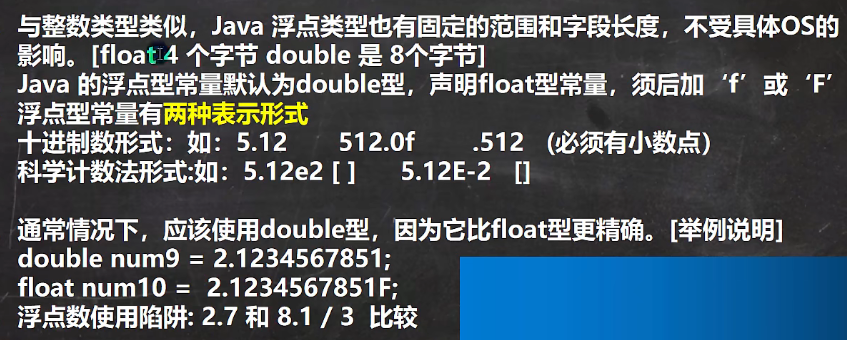 与整数类型类似，Java 浮点类型也有固定的范围和字段长度，不受具体OS的
影响。[float 4 个字节 double 是 8个字节]
Java 的浮点型常量默认为double型，声明float型常量，须后加‘f’或‘F’
浮点型常量有两种表示形式
十进制数形式：如：5.12 512.0f .512 (必须有小数点）
科学计数法形式:如：5.12e2 [ ] 5.12E-2 []
通常情况下，应该使用double型，因为它比float型更精确。[举例说明]
double num9 = 2.1234567851;
float num10 = 2.1234567851F;
浮点数使用陷阱: 2.7 和 8.1 / 3 比较